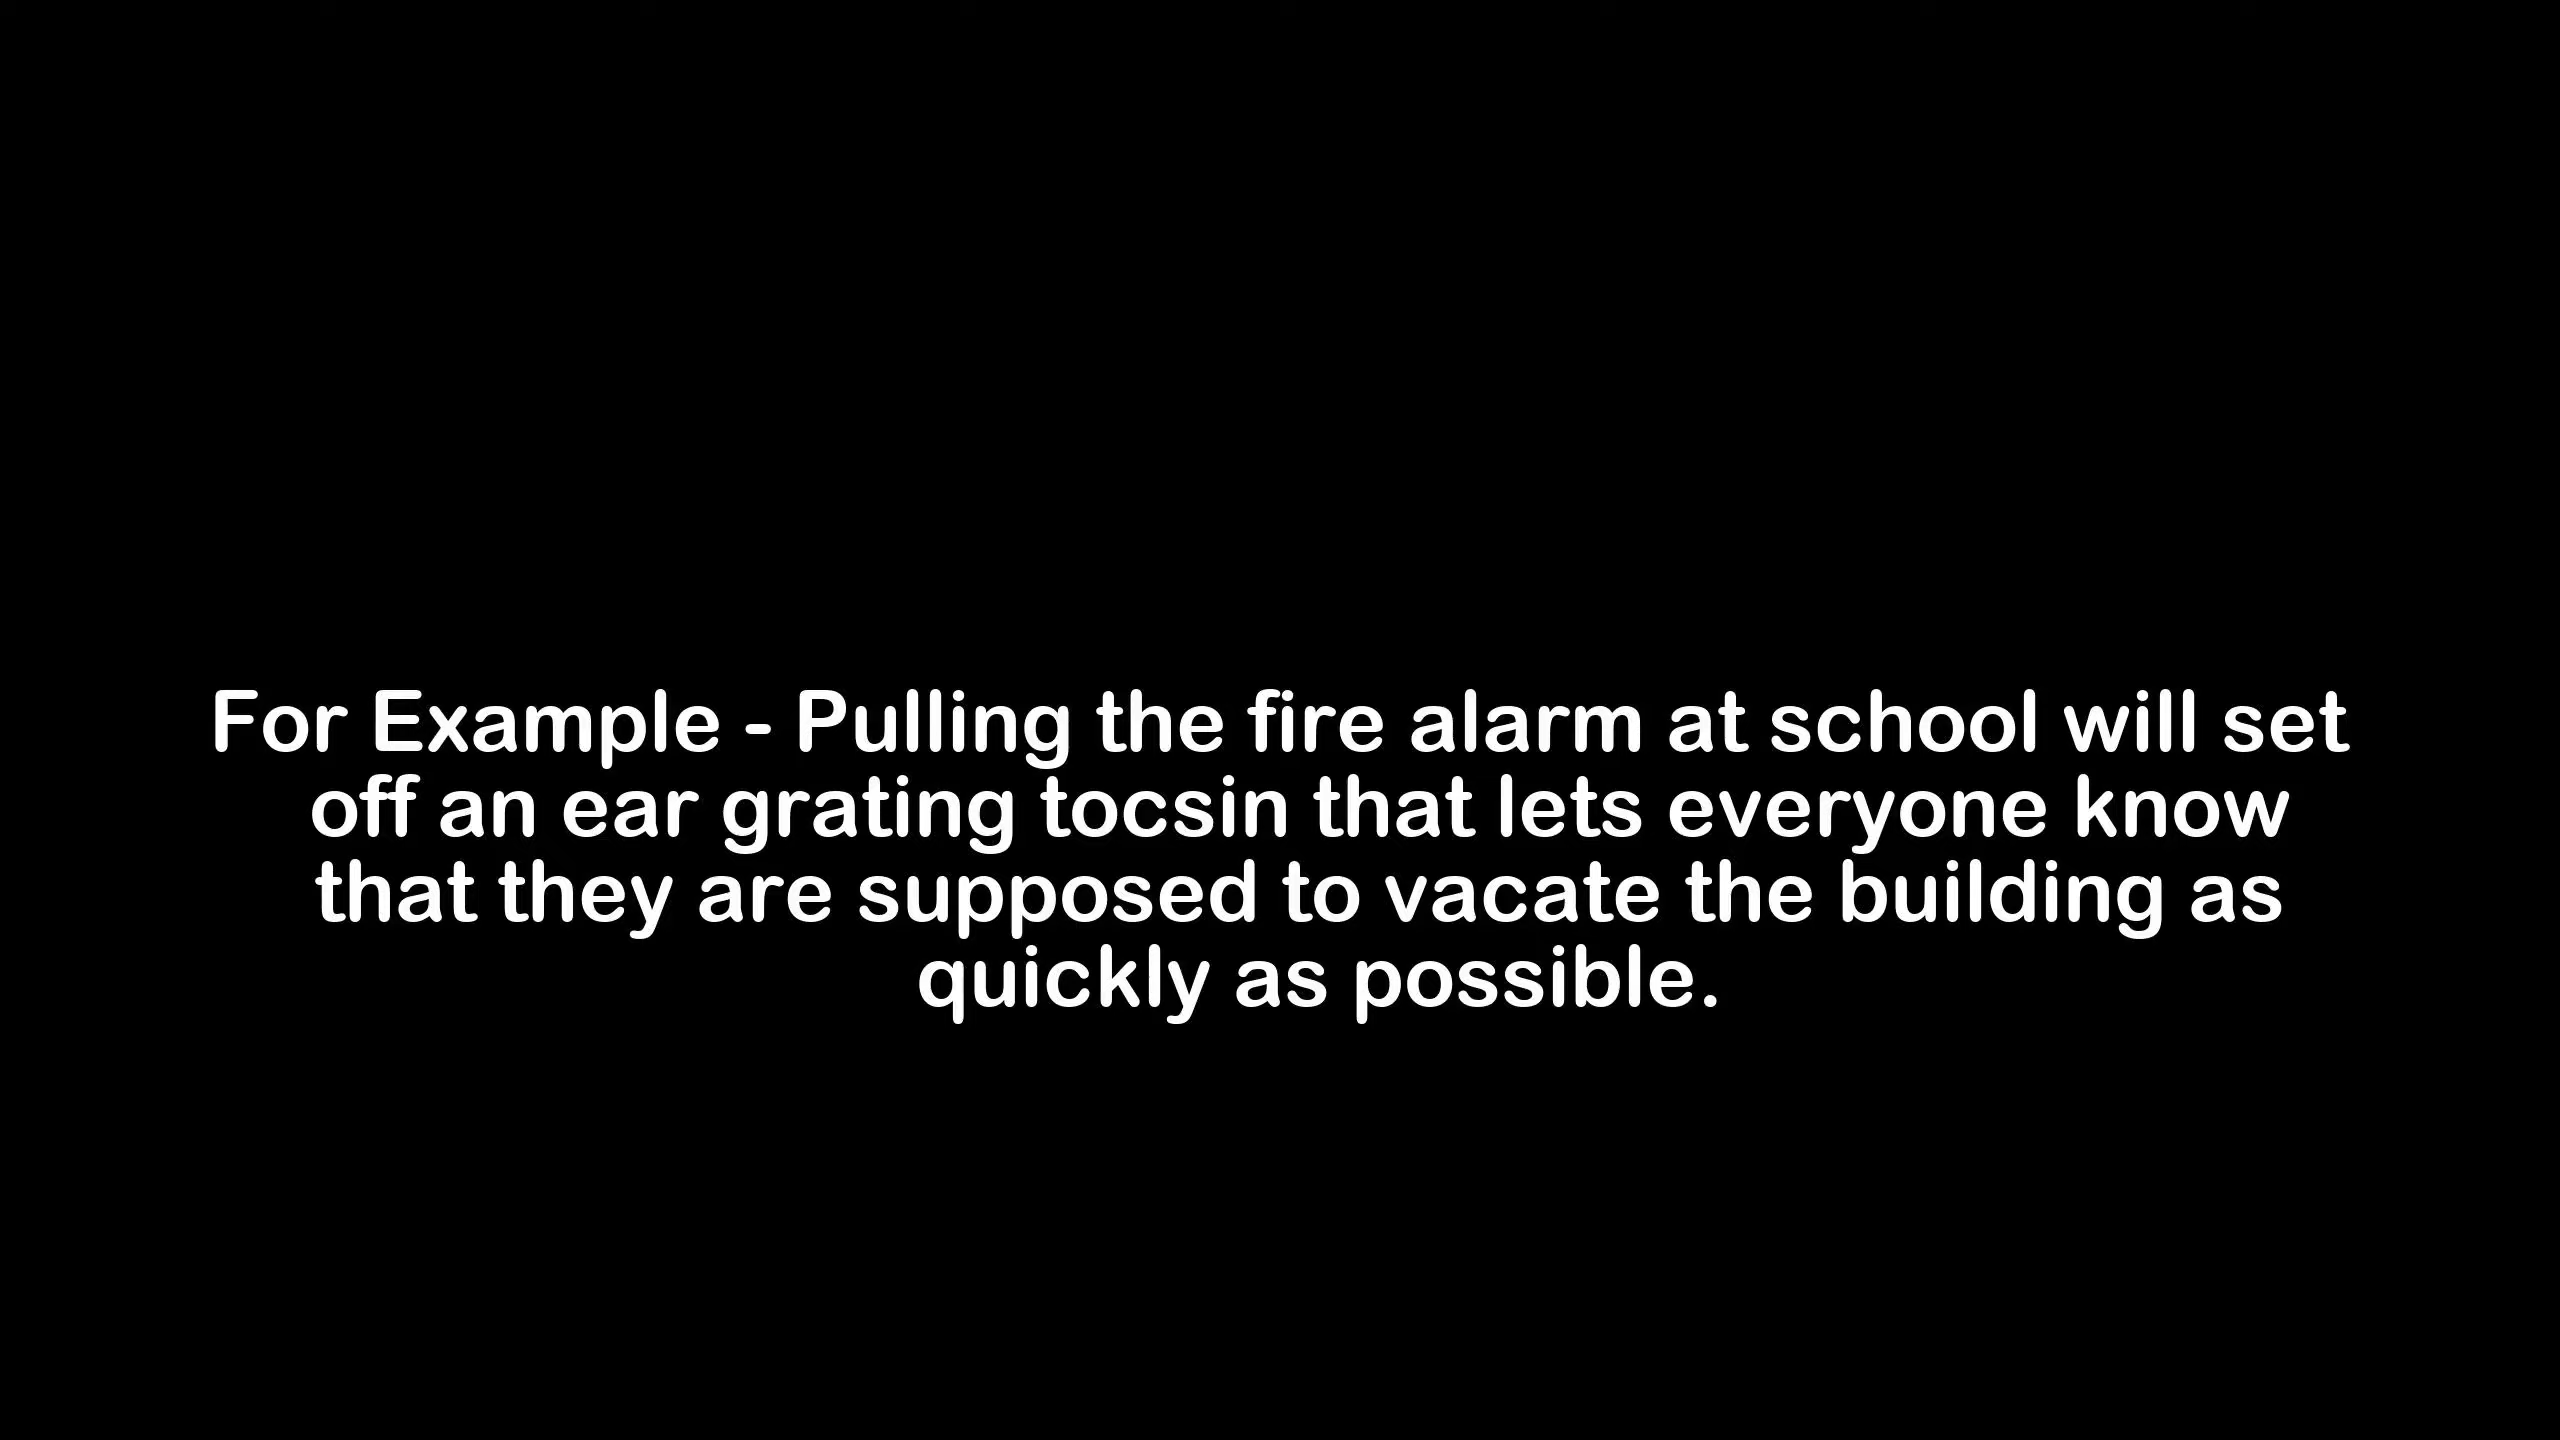 For Example - Pulling the fire alarm at school will set
off an ear grating tocsin that lets everyone know
that they are supposed to vacate the building as
quickly as possible.